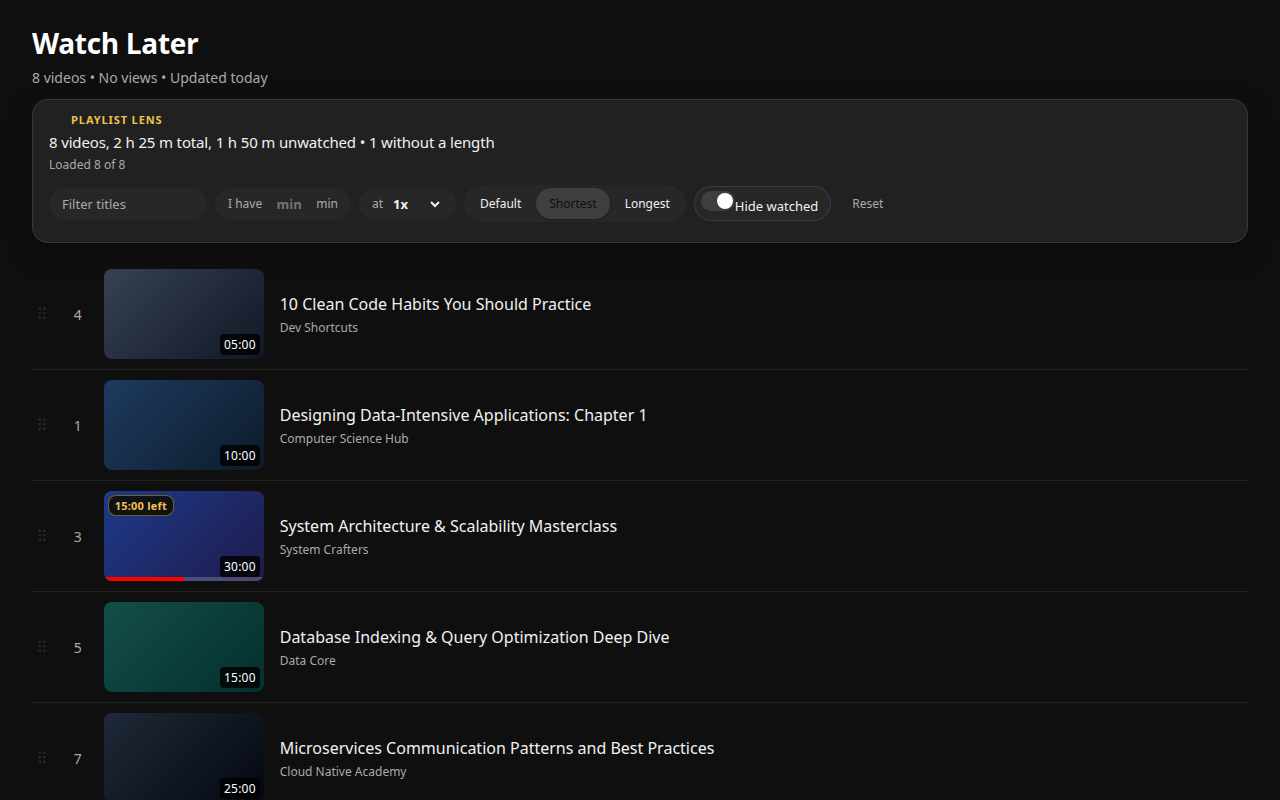 Watch Later
8 videos • No views • Updated today
PLAYLIST LENS
8 videos, 2 h 25 m total, 1 h 50 m unwatched • 1 without a length
Loaded 8 of 8
Filter titles
I have min min
at 1x
Default Shortest Longest
Hide watched
Reset
4
05:00
10 Clean Code Habits You Should Practice
Dev Shortcuts
1
10:00
Designing Data-Intensive Applications: Chapter 1
Computer Science Hub
3
15:00 left
30:00
System Architecture & Scalability Masterclass
System Crafters
5
15:00
Database Indexing & Query Optimization Deep Dive
Data Core
7
25:00
Microservices Communication Patterns and Best Practices
Cloud Native Academy